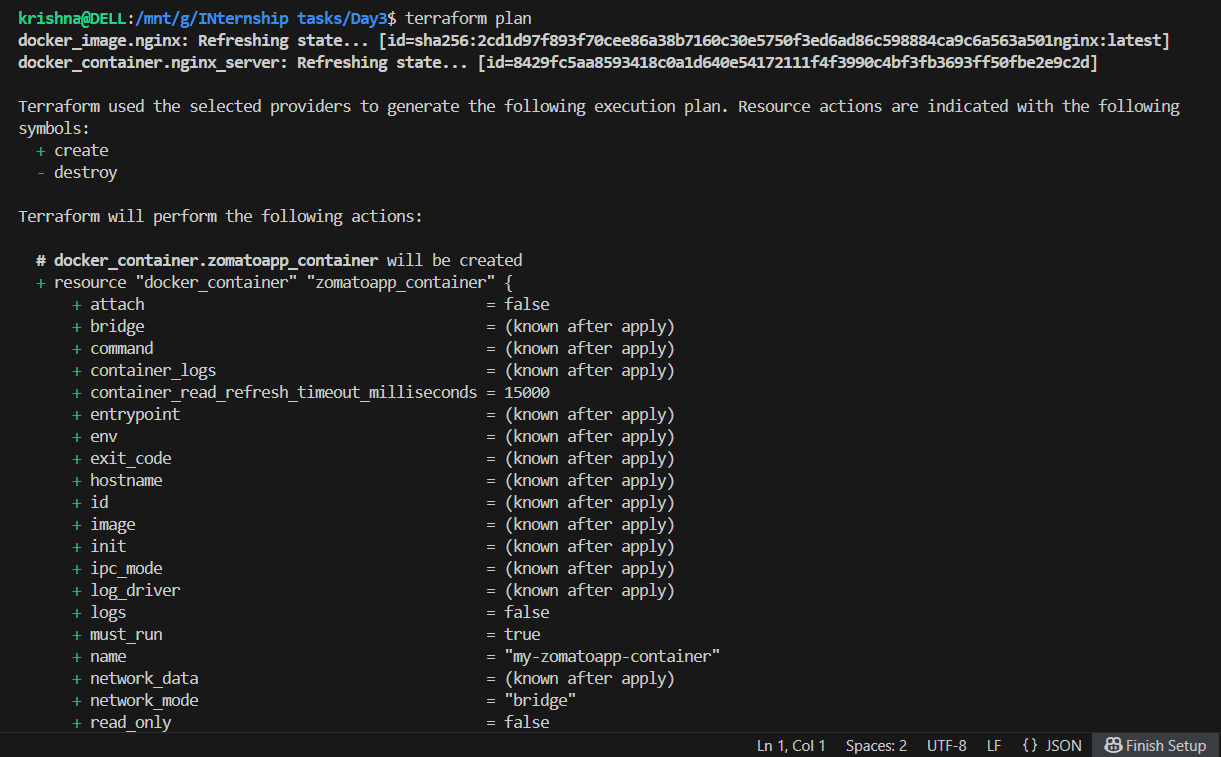 krishna@DELL:/mnt/g/INternship tasks/Day3$ terraform plan
docker_image.nginx: Refreshing state... [id=sha256:2cd1d97f893f70cee86a38b7160c30e5750f3ed6ad86c598884ca9c6a563a501nginx:latest]
docker_container.nginx_server: Refreshing state... [id=8429fc5aa8593418c0a1d640e54172111f4f3990c4bf3fb3693ff50fbe2e9c2d]

Terraform used the selected providers to generate the following execution plan. Resource actions are indicated with the following
symbols:
  + create
  - destroy

Terraform will perform the following actions:

  # docker_container.zomatoapp_container will be created
  + resource "docker_container" "zomatoapp_container" {
      + attach                                      = false
      + bridge                                      = (known after apply)
      + command                                     = (known after apply)
      + container_logs                              = (known after apply)
      + container_read_refresh_timeout_milliseconds = 15000
      + entrypoint                                  = (known after apply)
      + env                                         = (known after apply)
      + exit_code                                   = (known after apply)
      + hostname                                    = (known after apply)
      + id                                          = (known after apply)
      + image                                       = (known after apply)
      + init                                        = (known after apply)
      + ipc_mode                                    = (known after apply)
      + log_driver                                  = (known after apply)
      + logs                                        = false
      + must_run                                    = true
      + name                                        = "my-zomatoapp-container"
      + network_data                                = (known after apply)
      + network_mode                                = "bridge"
      + read_only                                   = false
Ln 1, Col 1 Spaces: 2 UTF-8 LF {} JSON Finish Setup